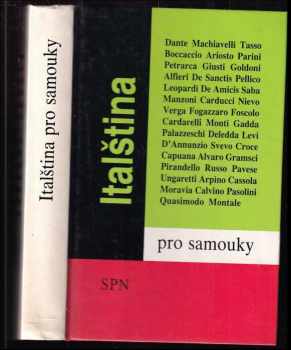 Italština pro samouky
Italština
Dante Machiavelli Tasso
Boccaccio Ariosto Parini
Petrarca Giusti Goldoni
Alfieri De Sanctis Pellico
Leopardi De Amicis Saba
Manzoni Carducci Nievo
Verga Fogazzaro Foscolo
Cardarelli Monti Gadda
Palazzeschi Deledda Levi
D'Annunzio Svevo Croce
Capuana Alvaro Gramsci
Pirandello Russo Pavese
Ungaretti Arpino Cassola
Moravia Calvino Pasolini
Quasimodo Montale
pro samouky
SPN